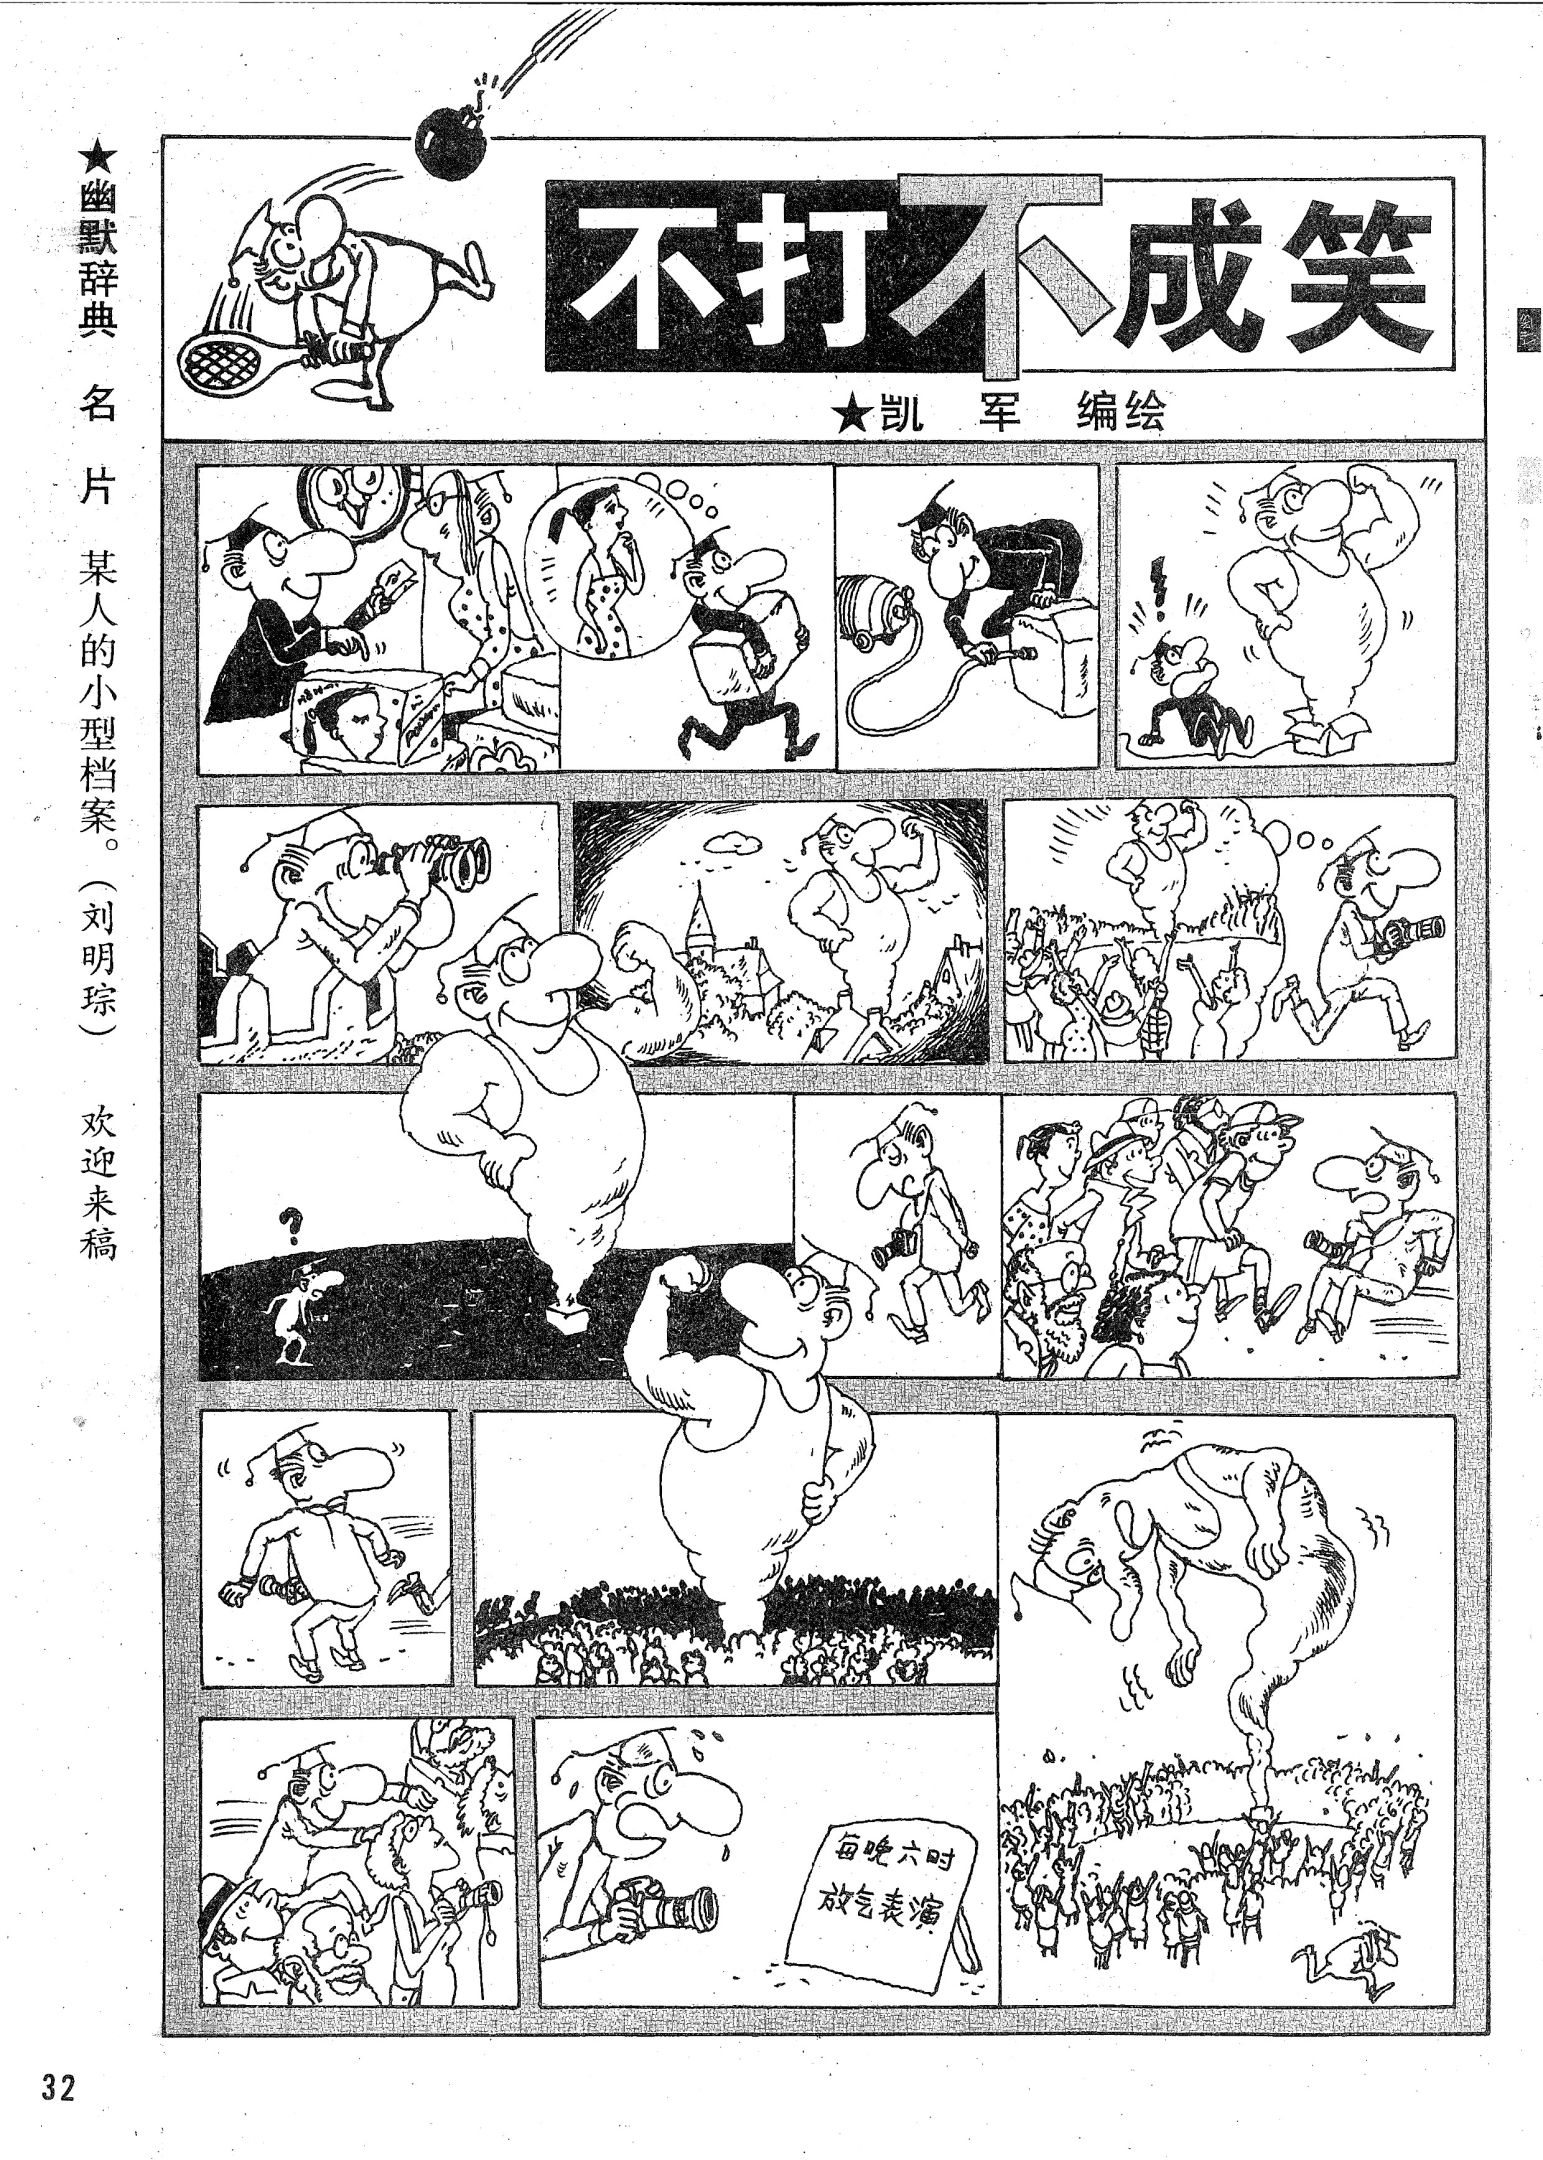 不打不成笑
★凯 军 编绘
★幽默辞典 名 片 某人的小型档案。（刘明琮） 欢迎来稿
?
每晚六时
放气表演
32